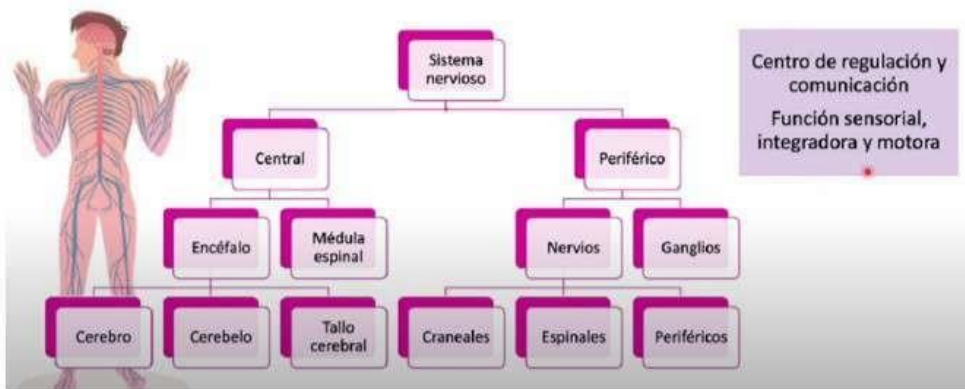 Sistema
nervioso
Centro de regulación y
comunicación
Función sensorial,
integradora y motora
Central
Periférico
Encéfalo
Médula
espinal
Nervios
Ganglios
Cerebro
Cerebelo
Tallo
cerebral
Craneales
Espinales
Periféricos